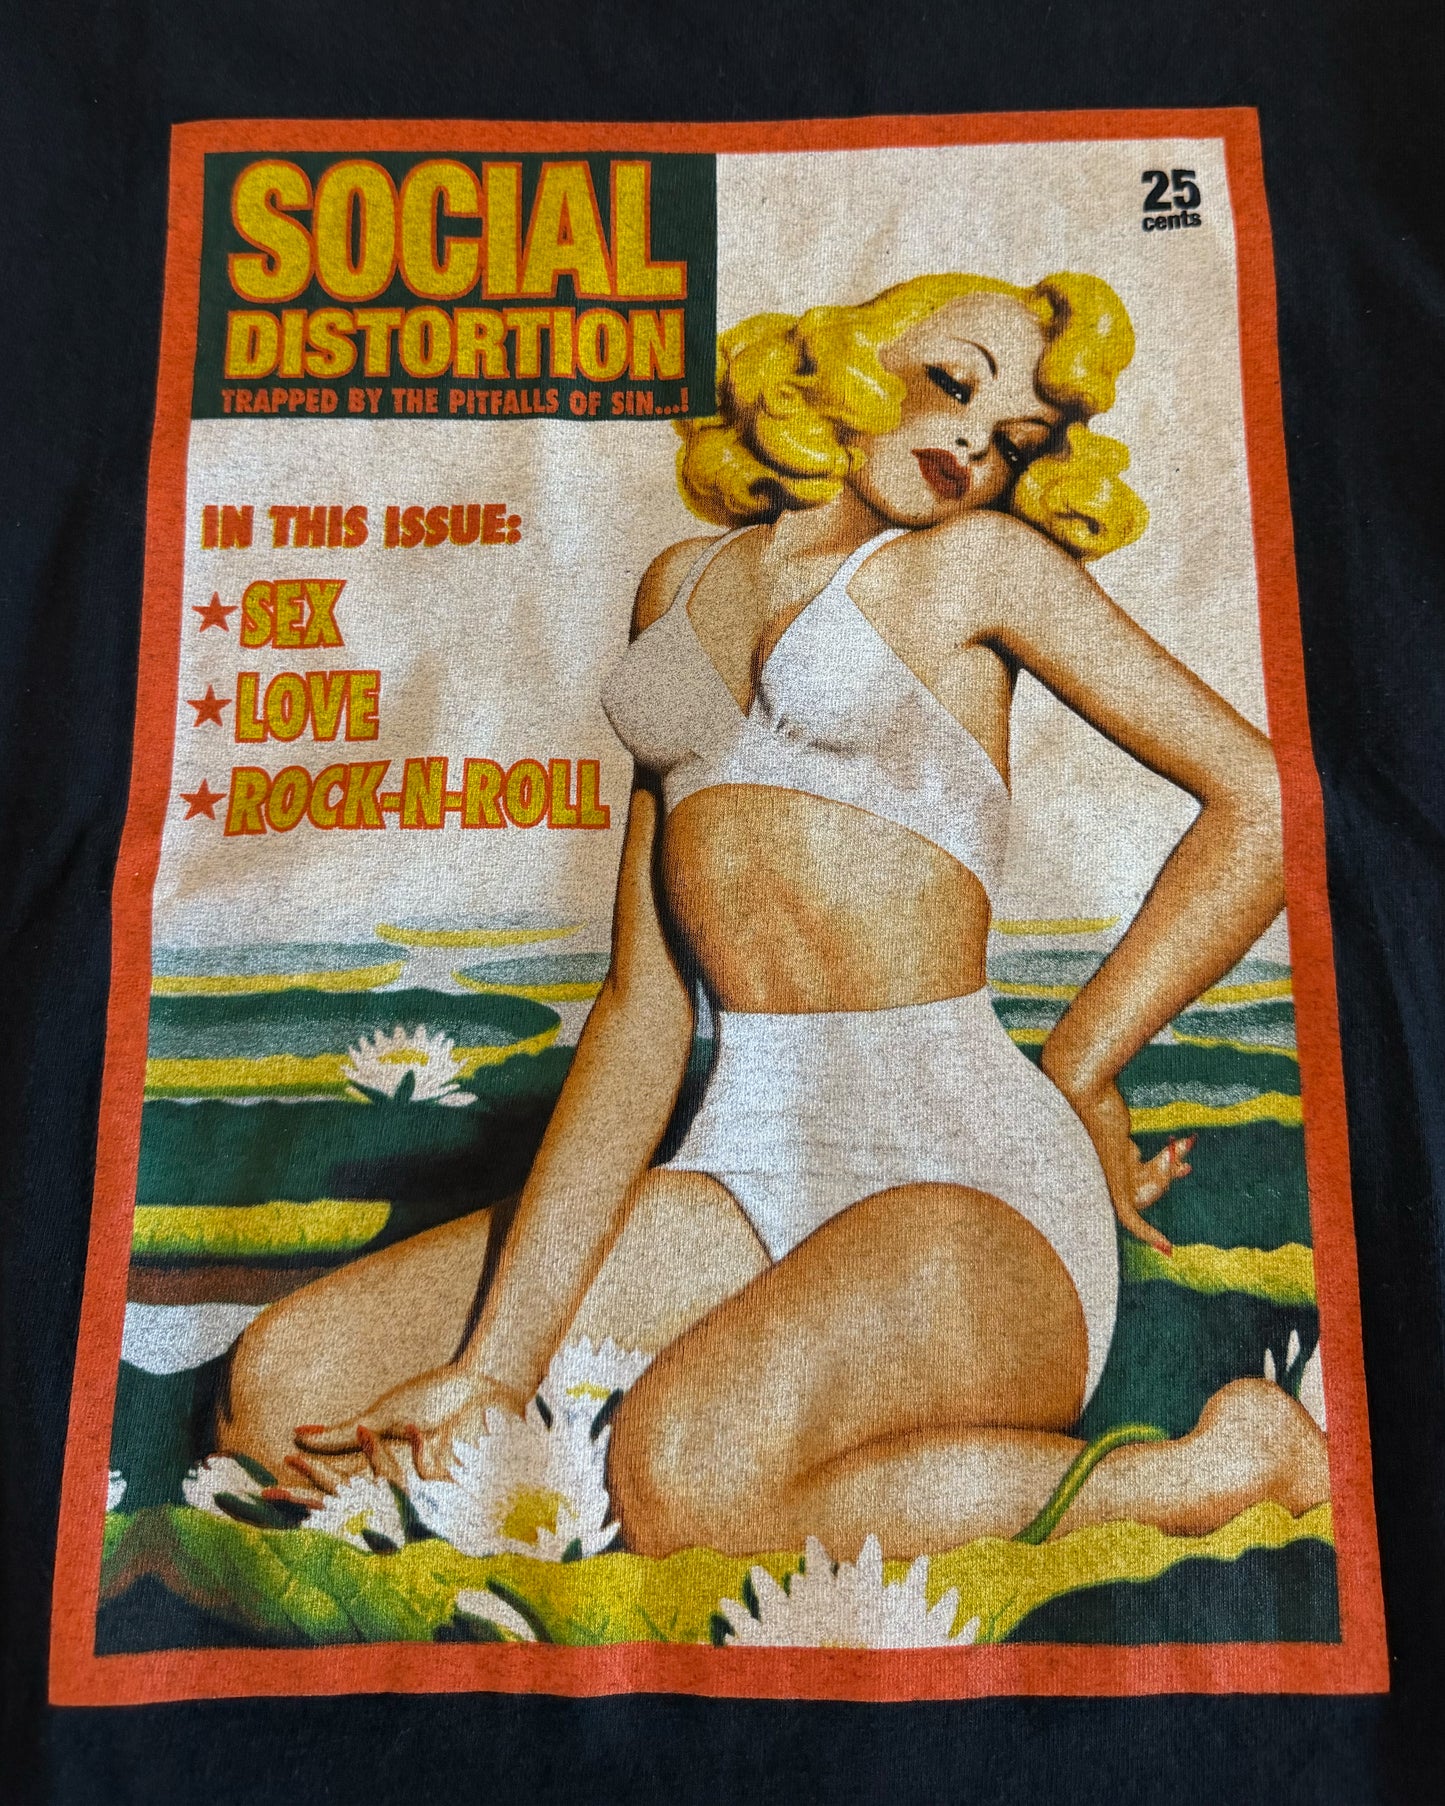 SOCIAL
DISTORTION
TRAPPED BY THE PITFALLS OF SIN...!
25
cents
IN THIS ISSUE:
★SEX
★LOVE
★ROCK-N-ROLL